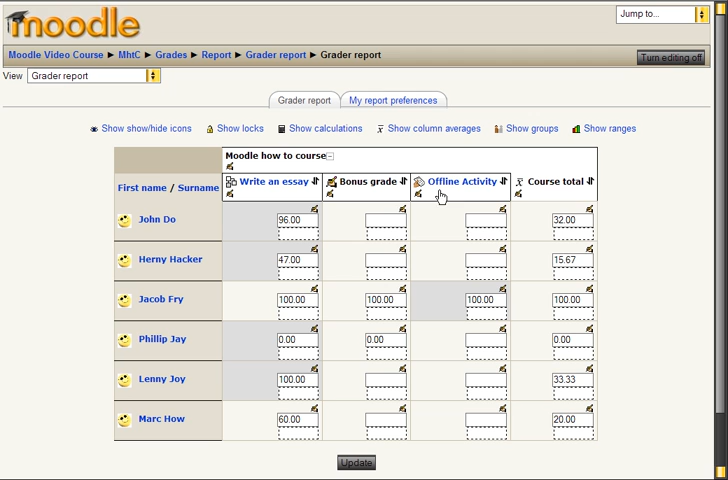 moodle
Jump to...
Moodle Video Course ► MhtC ► Grades ► Report ► Grader report ► Grader report
Turn editing off
View Grader report
Grader report My report preferences
Show show/hide icons Show locks Show calculations x̄ Show column averages Show groups Show ranges
Moodle how to course
First name / Surname Write an essay Bonus grade Offline Activity x̄ Course total
John Do 96.00 32.00
Herny Hacker 47.00 15.67
Jacob Fry 100.00 100.00 100.00 100.00
Phillip Jay 0.00 0.00 0.00
Lenny Joy 100.00 33.33
Marc How 60.00 20.00
Update